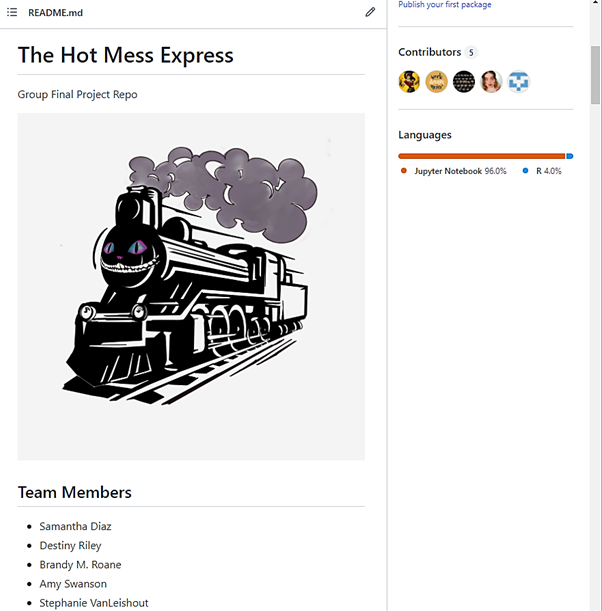 README.md
The Hot Mess Express
Group Final Project Repo
Team Members
Samantha Diaz
Destiny Riley
Brandy M. Roane
Amy Swanson
Stephanie VanLeishout
Publish your first package
Contributors 5
Languages
Jupyter Notebook 96.0% R 4.0%